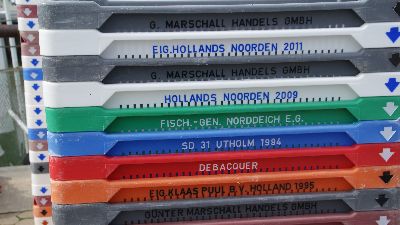 G. MARSCHALL HANDELS GMBH
EIG.HOLLANDS NOORDEN 2011
G. MARSCHALL HANDELS GMBH
HOLLANDS NOORDEN 2009
FISCH.-GEN. NORDDEICH E.G.
SD 31 UTHOLM 1984
DEBACQUER
EIG.KLAAS PUUL B.V. HOLLAND 1995
GÜNTER MARSCHALL HANDELS GMBH